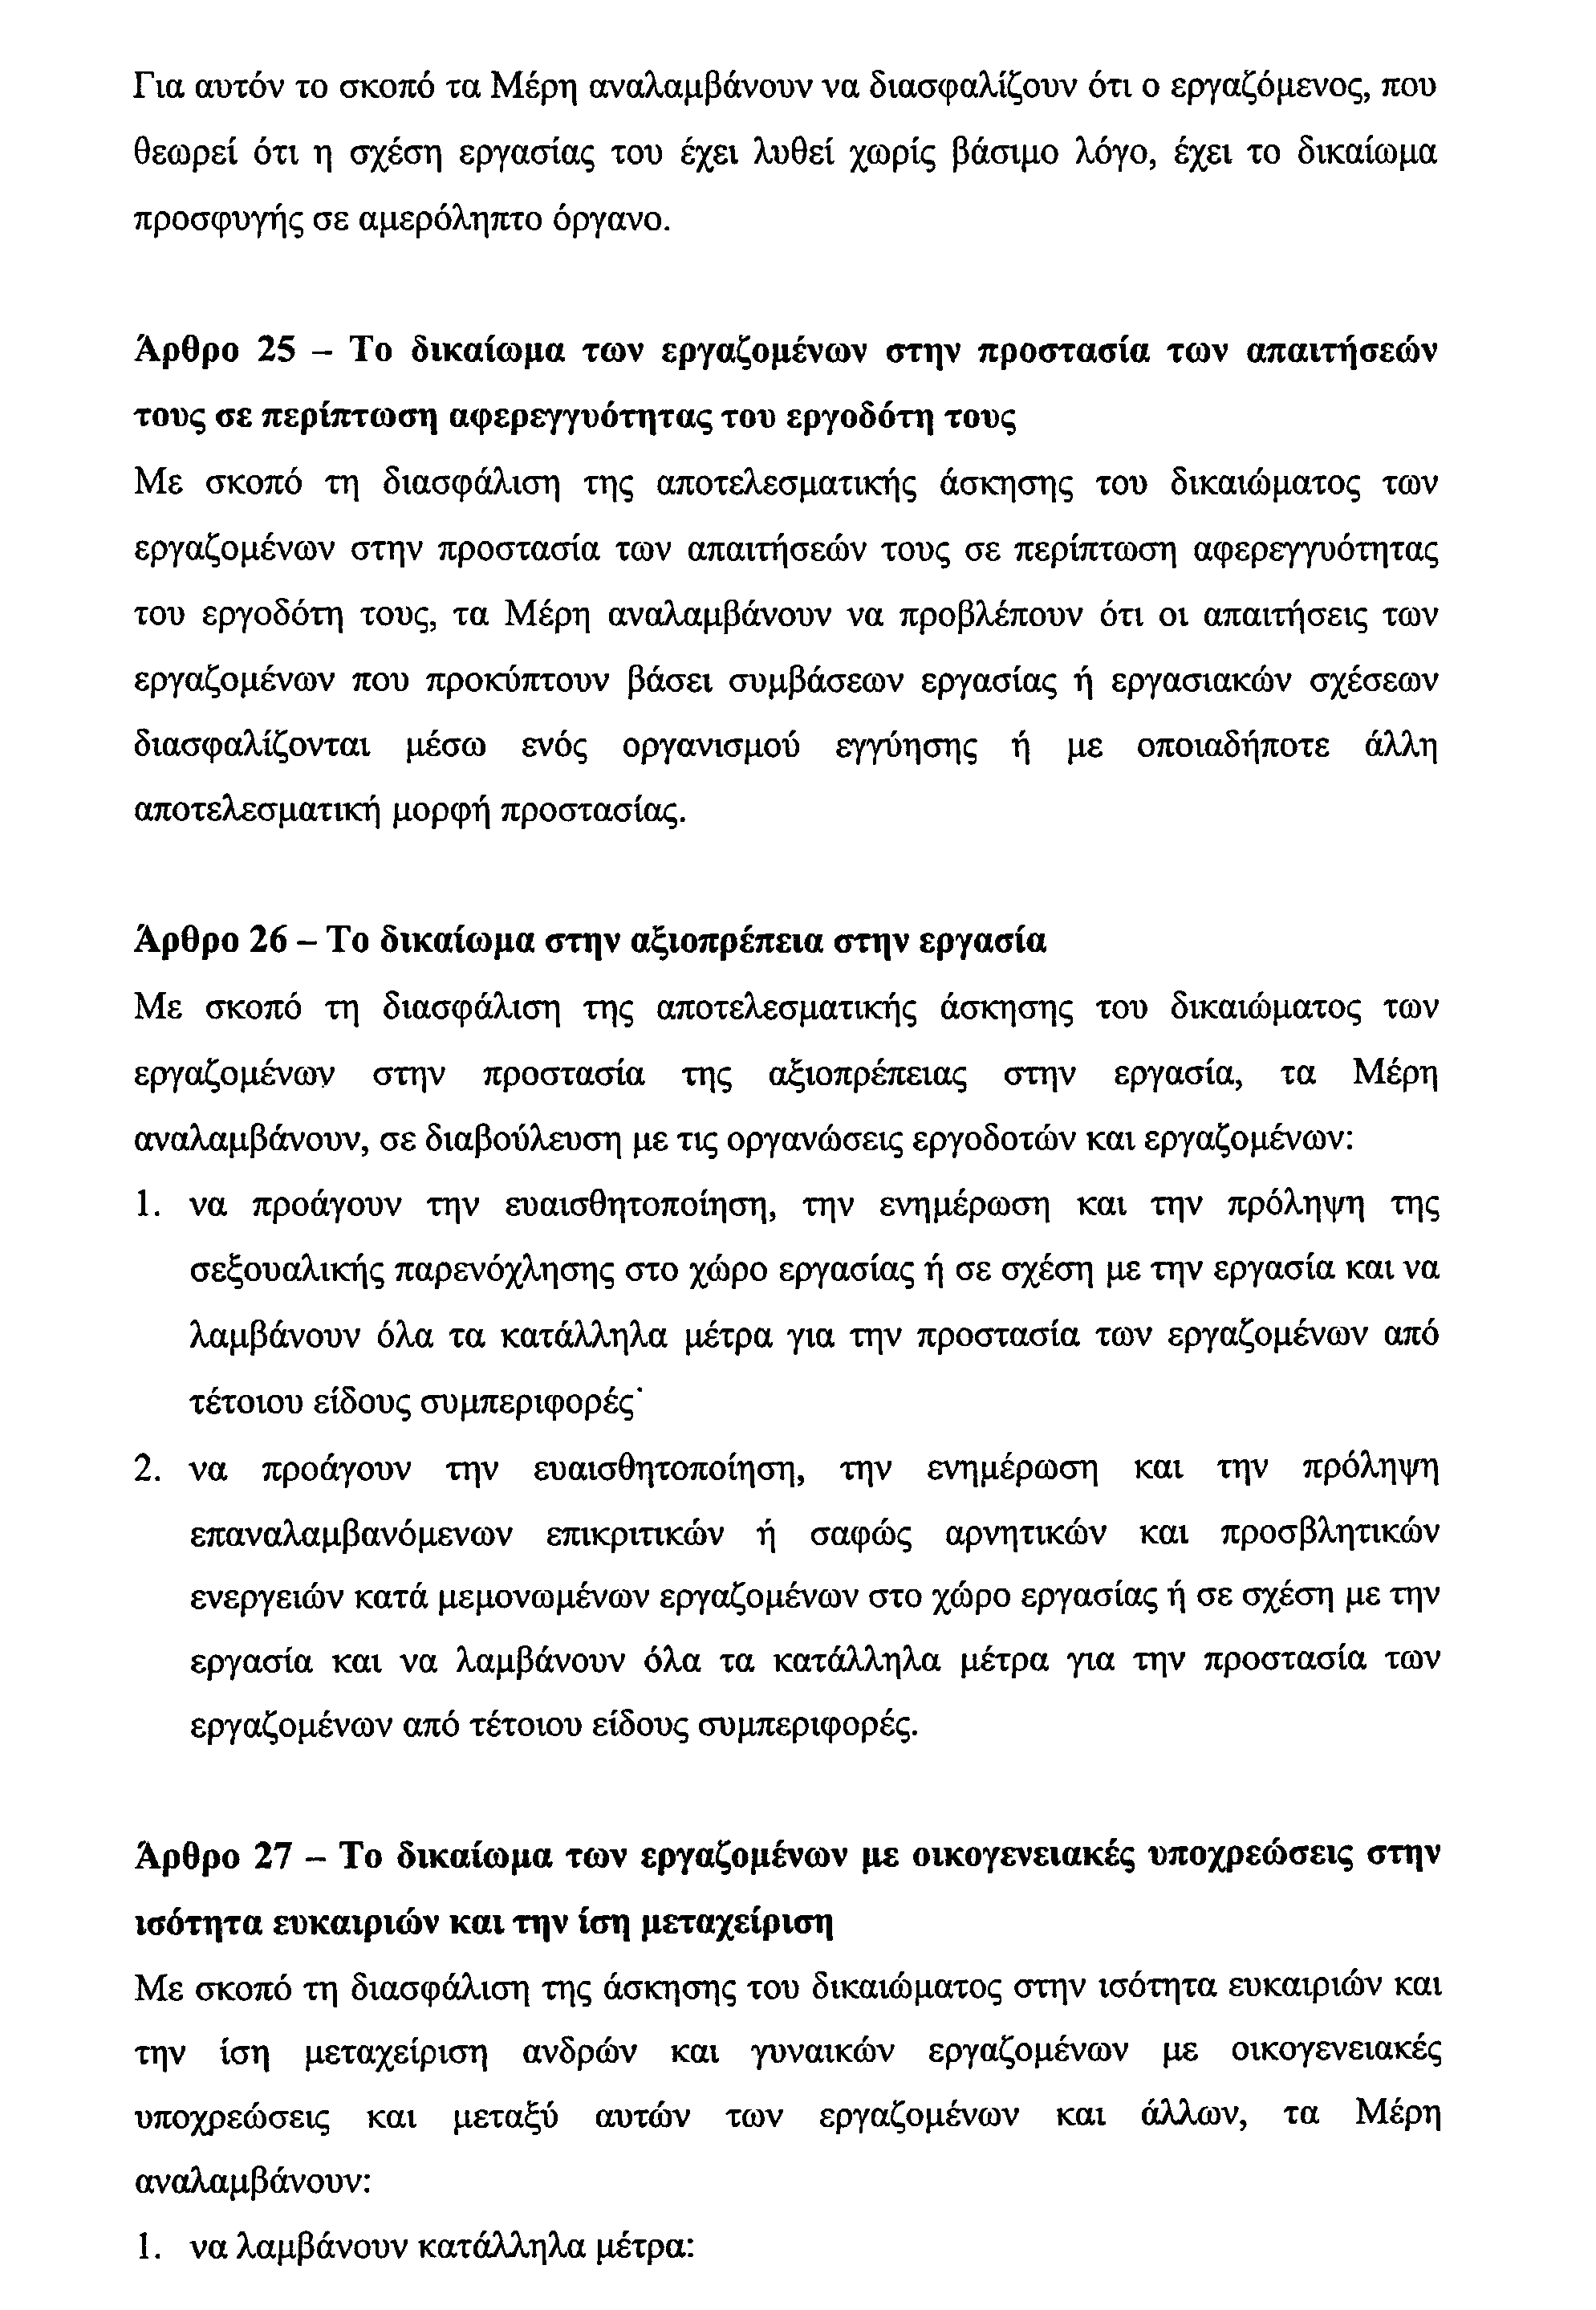 Για αυτόν το σκοπό τα Μέρη αναλαμβάνουν να διασφαλίζουν ότι ο εργαζόμενος, που
θεωρεί ότι η σχέση εργασίας του έχει λυθεί χωρίς βάσιμο λόγο, έχει το δικαίωμα
προσφυγής σε αμερόληπτο όργανο.
Άρθρο 25 – Το δικαίωμα των εργαζομένων στην προστασία των απαιτήσεών
τους σε περίπτωση αφερεγγυότητας του εργοδότη τους
Με σκοπό τη διασφάλιση της αποτελεσματικής άσκησης του δικαιώματος των
εργαζομένων στην προστασία των απαιτήσεών τους σε περίπτωση αφερεγγυότητας
του εργοδότη τους, τα Μέρη αναλαμβάνουν να προβλέπουν ότι οι απαιτήσεις των
εργαζομένων που προκύπτουν βάσει συμβάσεων εργασίας ή εργασιακών σχέσεων
διασφαλίζονται μέσω ενός οργανισμού εγγύησης ή με οποιαδήποτε άλλη
αποτελεσματική μορφή προστασίας.
Άρθρο 26 – Το δικαίωμα στην αξιοπρέπεια στην εργασία
Με σκοπό τη διασφάλιση της αποτελεσματικής άσκησης του δικαιώματος των
εργαζομένων στην προστασία της αξιοπρέπειας στην εργασία, τα Μέρη
αναλαμβάνουν, σε διαβούλευση με τις οργανώσεις εργοδοτών και εργαζομένων:
1. να προάγουν την ευαισθητοποίηση, την ενημέρωση και την πρόληψη της
σεξουαλικής παρενόχλησης στο χώρο εργασίας ή σε σχέση με την εργασία και να
λαμβάνουν όλα τα κατάλληλα μέτρα για την προστασία των εργαζομένων από
τέτοιου είδους συμπεριφορές˙
2. να προάγουν την ευαισθητοποίηση, την ενημέρωση και την πρόληψη
επαναλαμβανόμενων επικριτικών ή σαφώς αρνητικών και προσβλητικών
ενεργειών κατά μεμονωμένων εργαζομένων στο χώρο εργασίας ή σε σχέση με την
εργασία και να λαμβάνουν όλα τα κατάλληλα μέτρα για την προστασία των
εργαζομένων από τέτοιου είδους συμπεριφορές.
Άρθρο 27 – Το δικαίωμα των εργαζομένων με οικογενειακές υποχρεώσεις στην
ισότητα ευκαιριών και την ίση μεταχείριση
Με σκοπό τη διασφάλιση της άσκησης του δικαιώματος στην ισότητα ευκαιριών και
την ίση μεταχείριση ανδρών και γυναικών εργαζομένων με οικογενειακές
υποχρεώσεις και μεταξύ αυτών των εργαζομένων και άλλων, τα Μέρη
αναλαμβάνουν:
1. να λαμβάνουν κατάλληλα μέτρα: